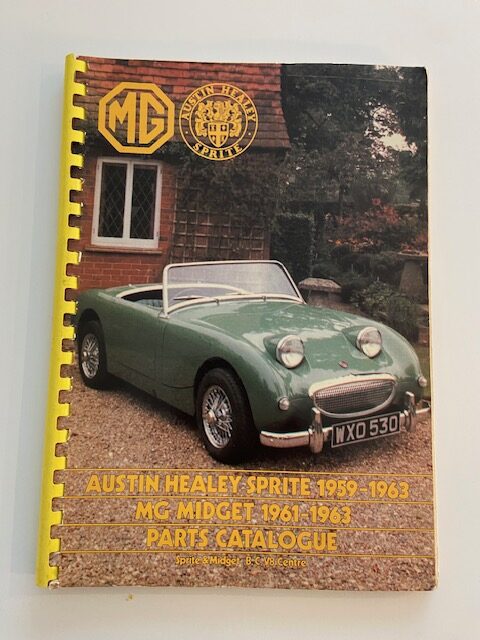 MG
AUSTIN HEALEY
SPRITE
WXO 530
AUSTIN HEALEY SPRITE 1959-1963
MG MIDGET 1961-1963
PARTS CATALOGUE
Sprite & Midget B·C·V8 Centre